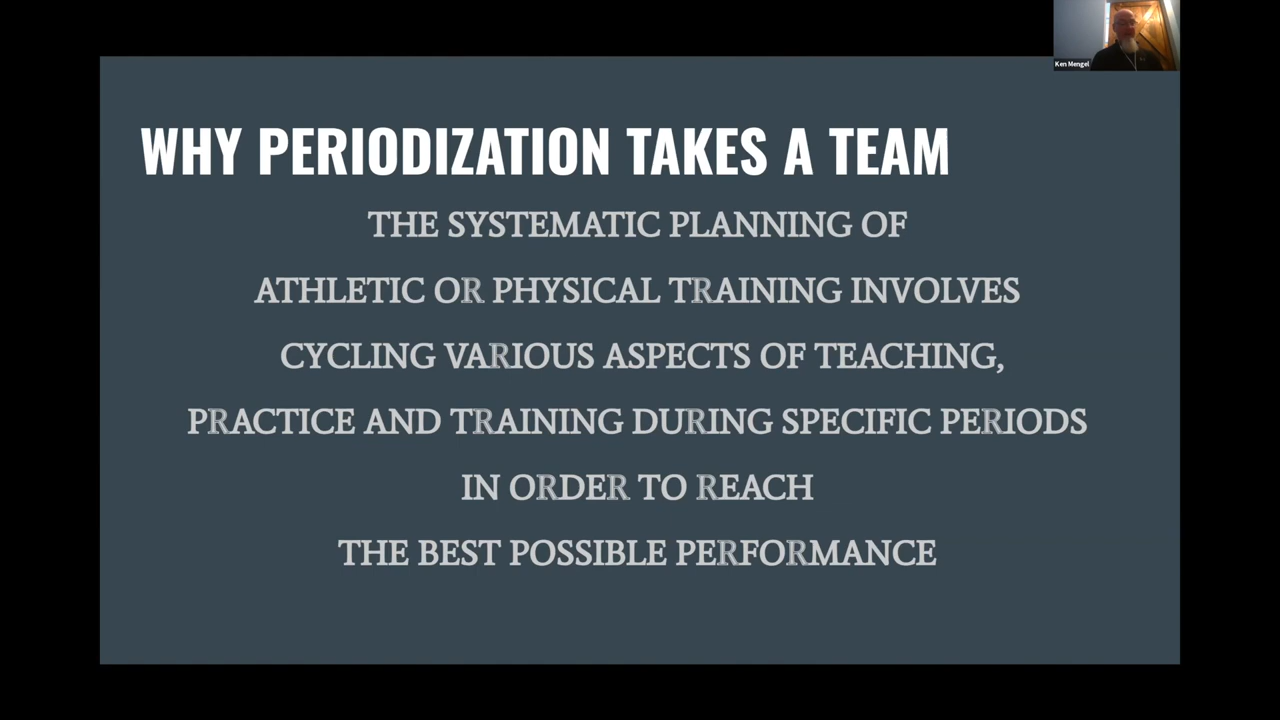 Ken Mengel
WHY PERIODIZATION TAKES A TEAM
THE SYSTEMATIC PLANNING OF
ATHLETIC OR PHYSICAL TRAINING INVOLVES
CYCLING VARIOUS ASPECTS OF TEACHING,
PRACTICE AND TRAINING DURING SPECIFIC PERIODS
IN ORDER TO REACH
THE BEST POSSIBLE PERFORMANCE